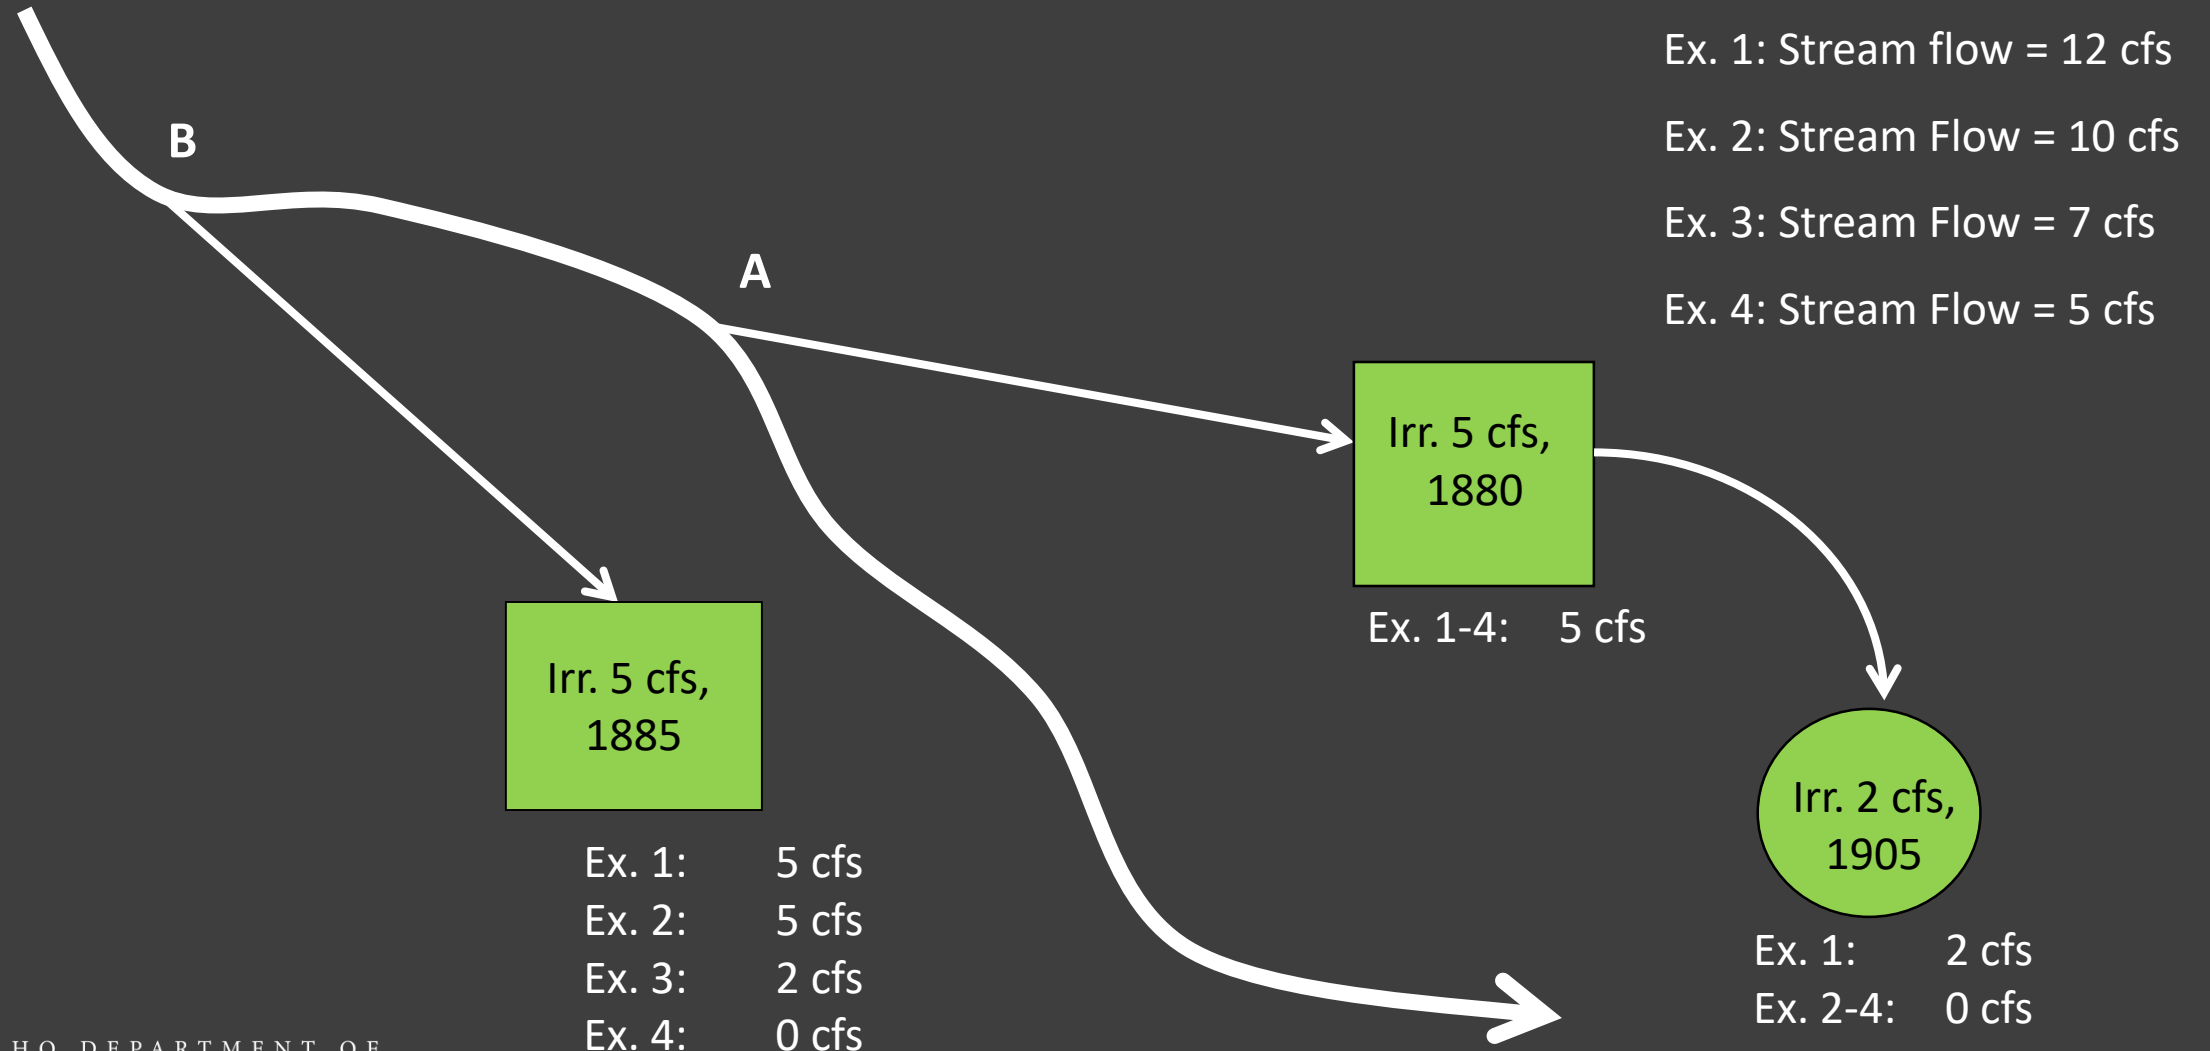 Ex. 1: Stream flow = 12 cfs
Ex. 2: Stream Flow = 10 cfs
Ex. 3: Stream Flow = 7 cfs
Ex. 4: Stream Flow = 5 cfs
B
A
Irr. 5 cfs,
1880
Ex. 1-4: 5 cfs
Irr. 5 cfs,
1885
Ex. 1: 5 cfs
Ex. 2: 5 cfs
Ex. 3: 2 cfs
Ex. 4: 0 cfs
Irr. 2 cfs,
1905
Ex. 1: 2 cfs
Ex. 2-4: 0 cfs
HO DEPARTMENT OF